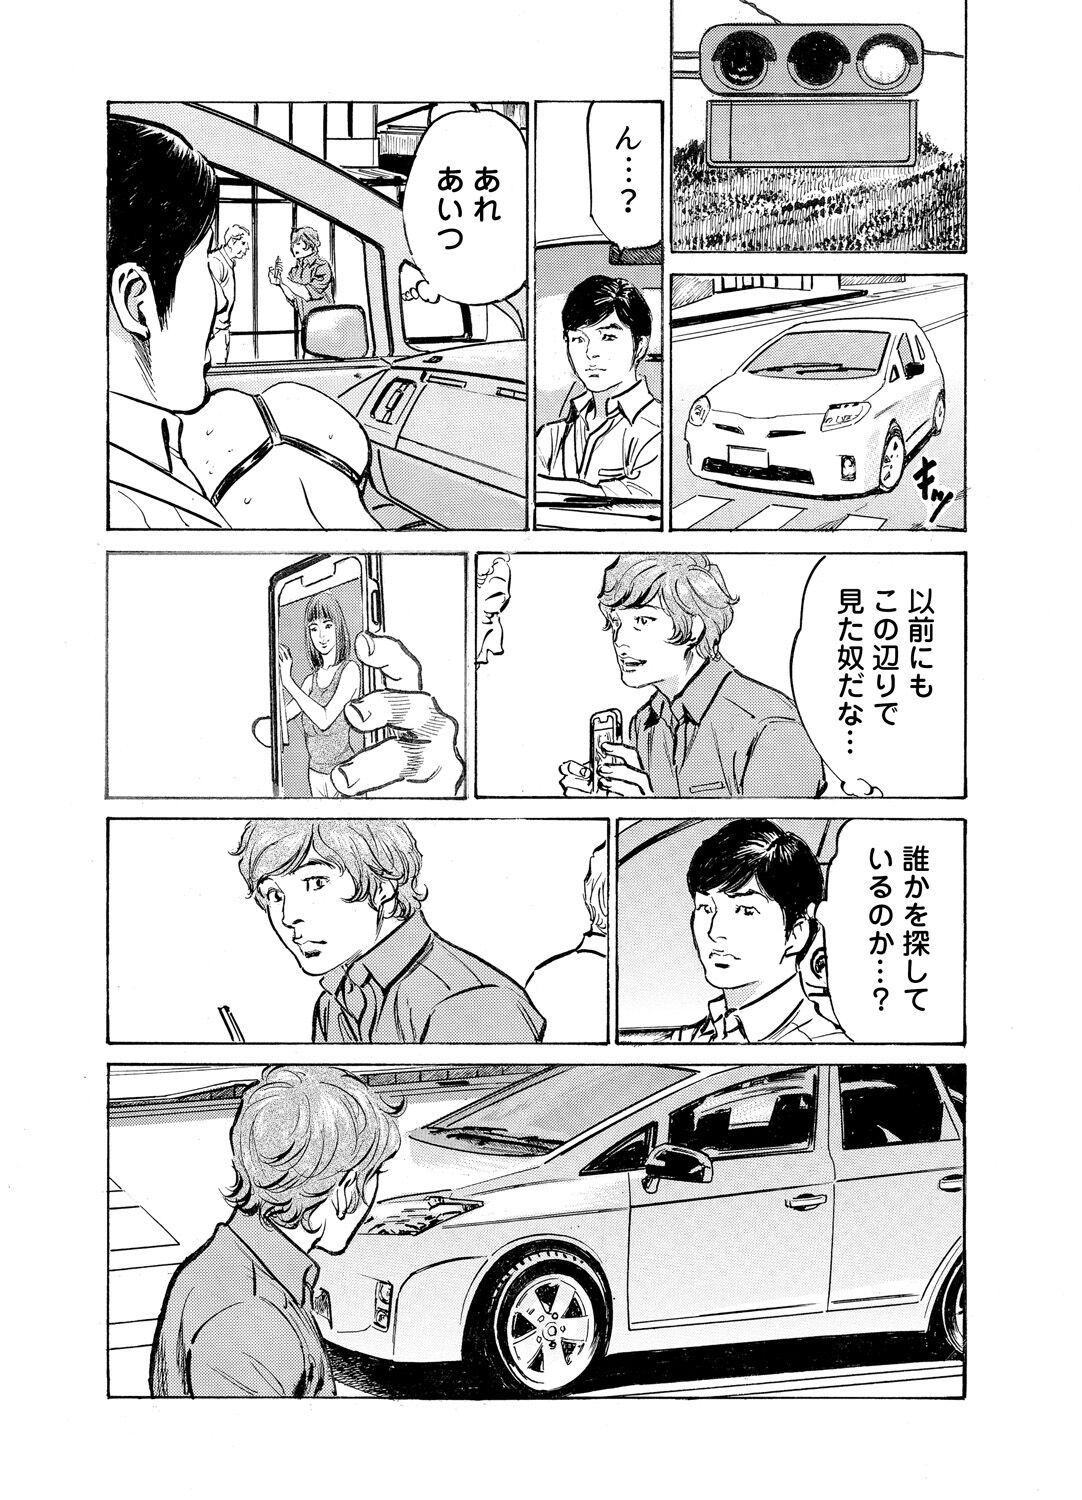 キッ
ん…?
あれ
あいつ
以前にも
この辺りで
見た奴だな…
誰かを探して
いるのか…?